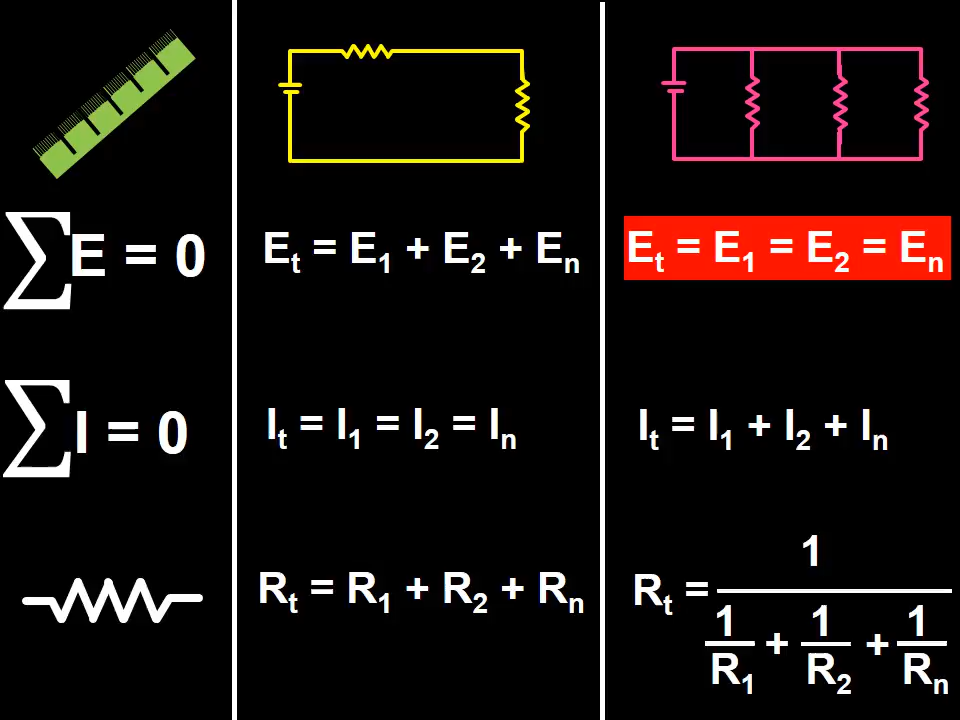 ∑E = 0
Eₜ = E₁ + E₂ + Eₙ
Eₜ = E₁ = E₂ = Eₙ
∑I = 0
Iₜ = I₁ = I₂ = Iₙ
Iₜ = I₁ + I₂ + Iₙ
Rₜ = R₁ + R₂ + Rₙ
Rₜ = 1/(1/R₁ + 1/R₂ + 1/Rₙ)